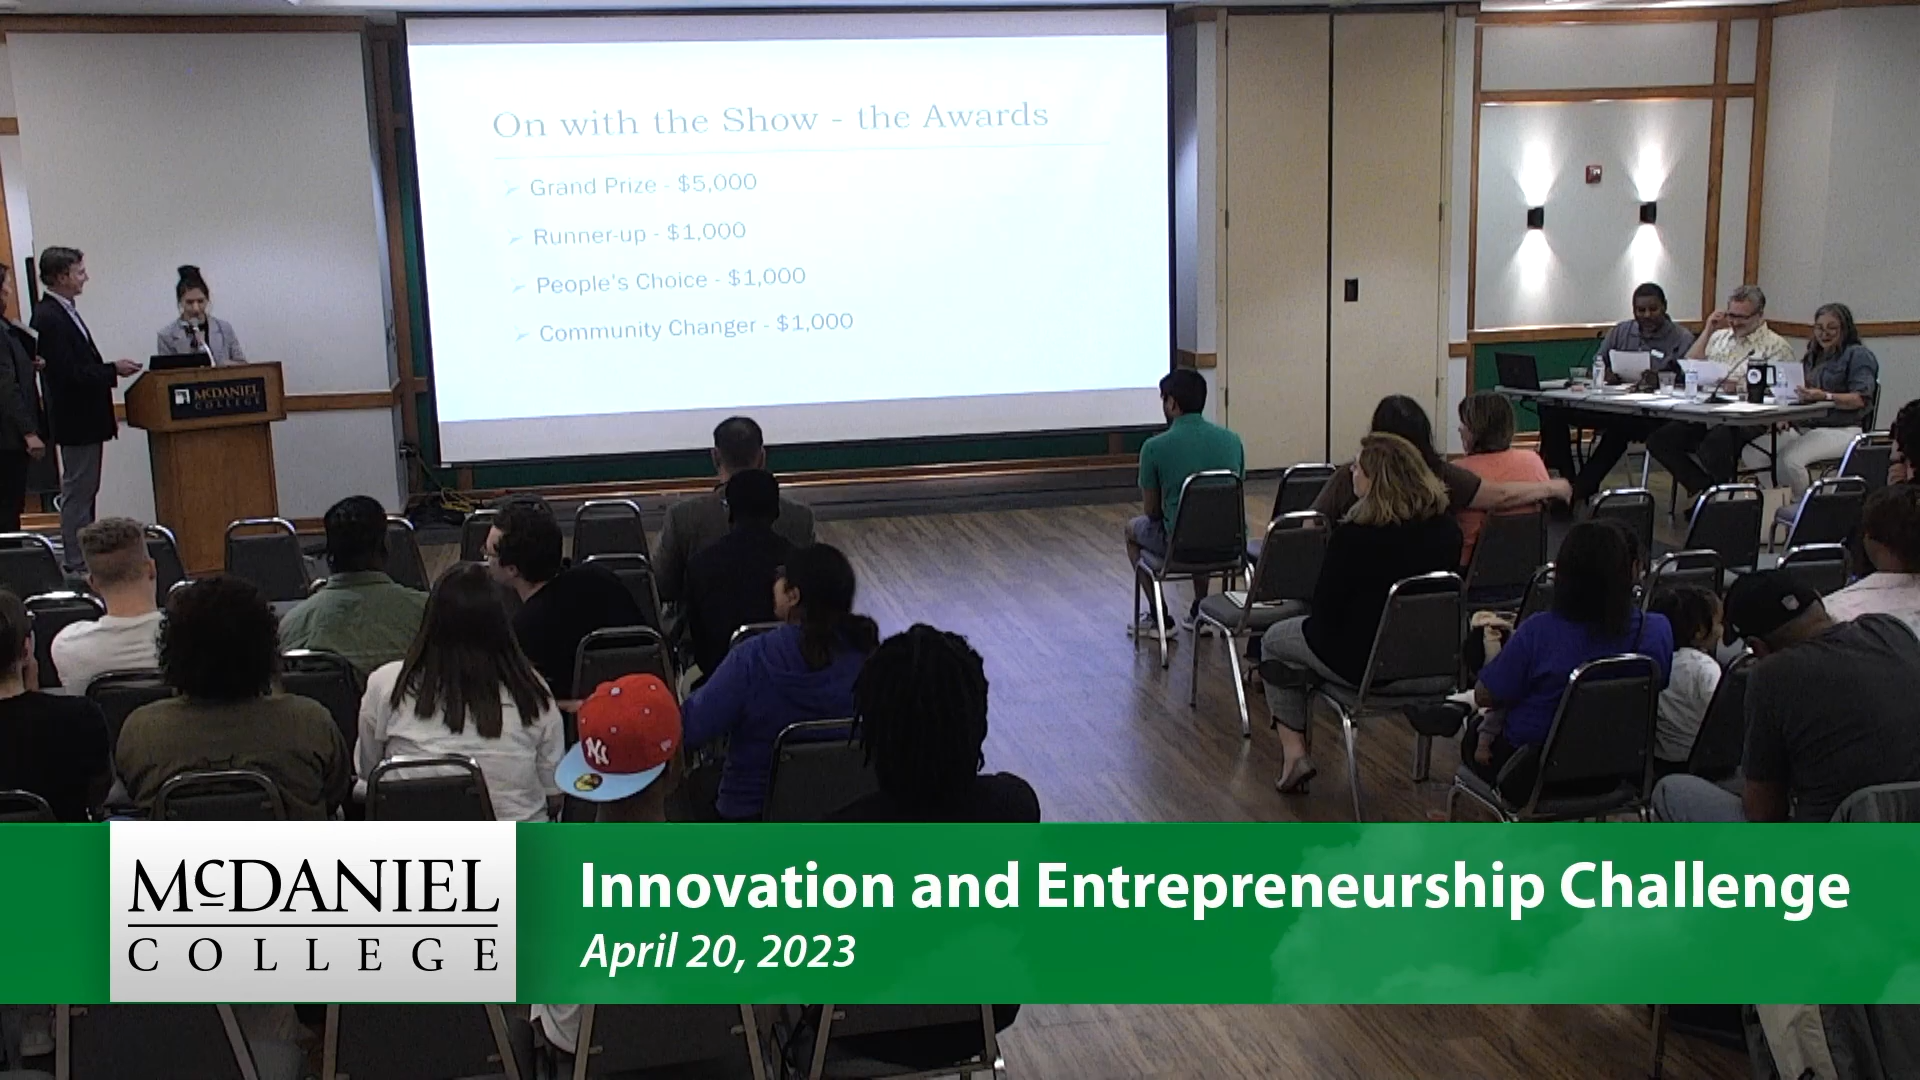 On with the Show - the Awards
Grand Prize - $5,000
Runner-up - $1,000
People's Choice - $1,000
Community Changer - $1,000
MCDANIEL
COLLEGE
NY
McDANIEL
COLLEGE
Innovation and Entrepreneurship Challenge
April 20, 2023